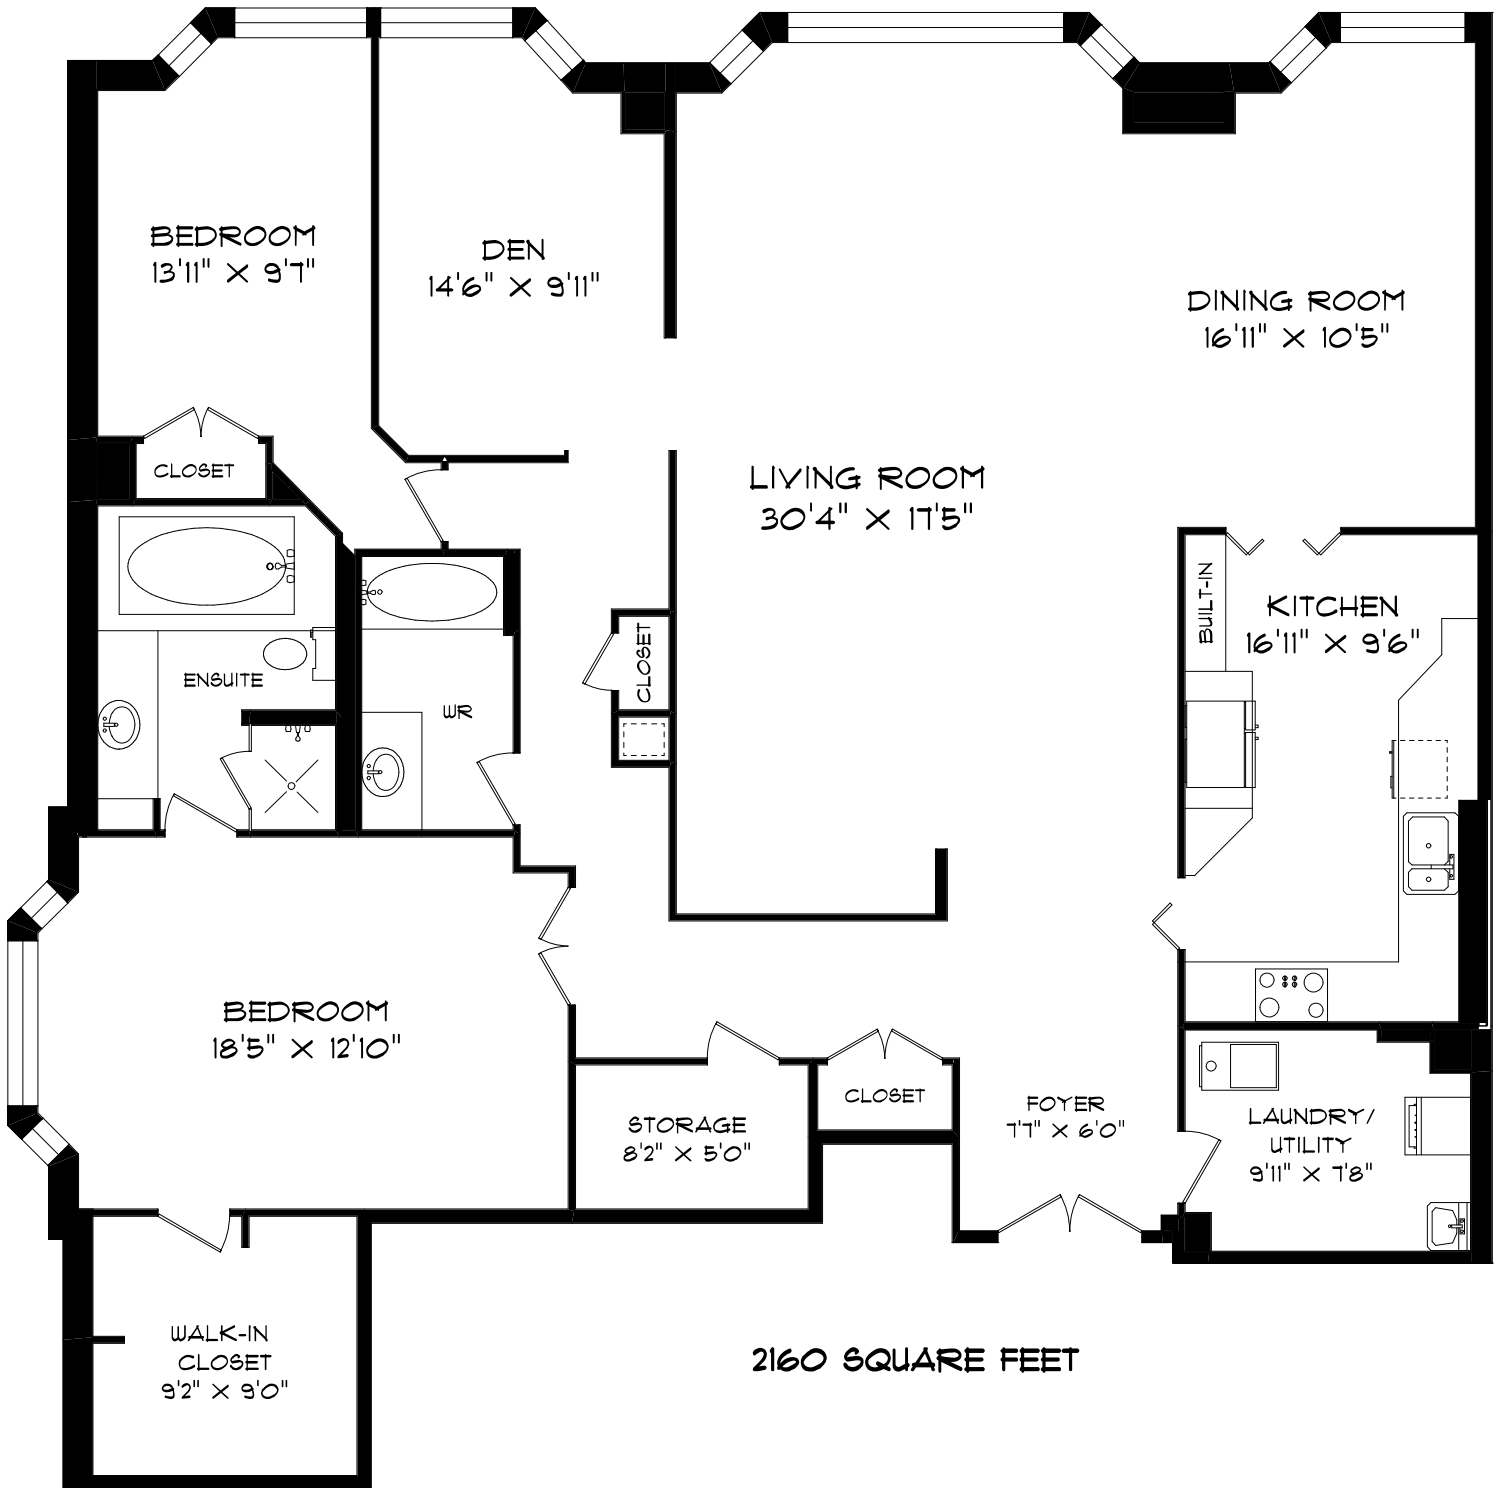 BEDROOM
13'11" X 9'7"
DEN
14'6" X 9'11"
DINING ROOM
16'11" X 10'5"
CLOSET
LIVING ROOM
30'4" X 17'5"
BUILT-IN
KITCHEN
16'11" X 9'6"
CLOSET
ENSUITE
WR
BEDROOM
18'5" X 12'10"
CLOSET
STORAGE
8'2" X 5'0"
FOYER
7'7" X 6'0"
LAUNDRY/
UTILITY
9'11" X 7'8"
WALK-IN
CLOSET
9'2" X 9'0"
2160 SQUARE FEET